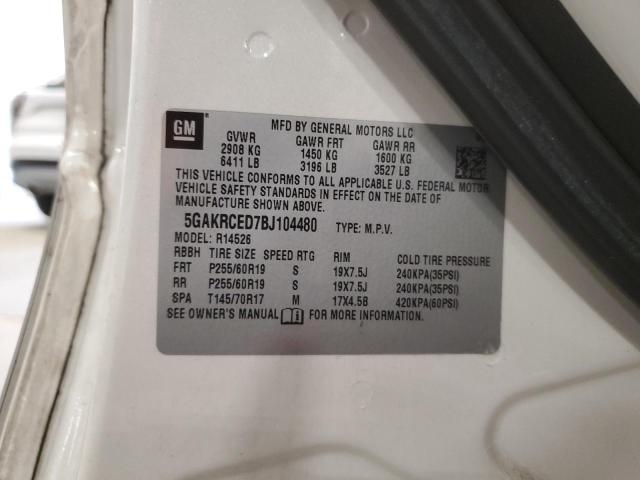 GM
MFD BY GENERAL MOTORS LLC
GVWR GAWR FRT GAWR RR
2908 KG 1450 KG 1600 KG
6411 LB 3196 LB 3527 LB
THIS VEHICLE CONFORMS TO ALL APPLICABLE U.S. FEDERAL MOTOR
VEHICLE SAFETY STANDARDS IN EFFECT ON THE DATE OF
MANUFACTURE SHOWN ABOVE.
5GAKRCED7BJ104480 TYPE: M.P.V.
MODEL: R14526
RBBH TIRE SIZE SPEED RTG RIM COLD TIRE PRESSURE
FRT P255/60R19 S 19X7.5J 240KPA(35PSI)
RR P255/60R19 S 19X7.5J 240KPA(35PSI)
SPA T145/70R17 M 17X4.5B 420KPA(60PSI)
SEE OWNER'S MANUAL FOR MORE INFORMATION.